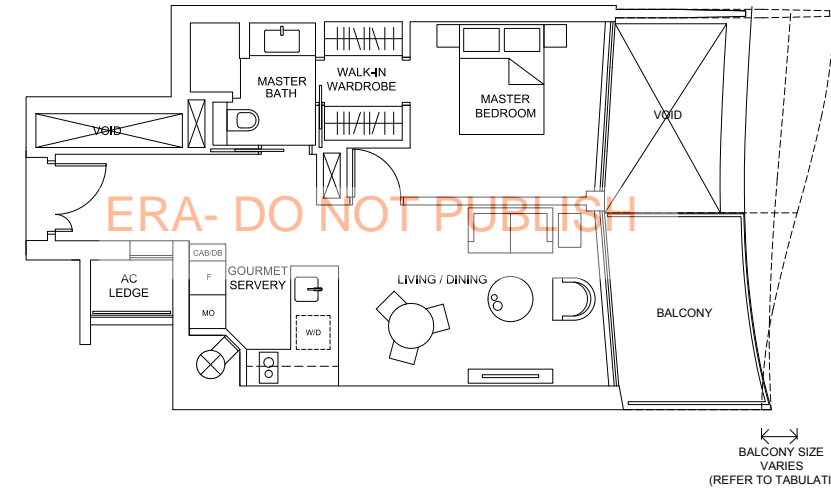 MASTER
BATH
WALK-IN
WARDROBE
MASTER
BEDROOM
VOID
VOID
ERA- DO NOT PUBLISH
CAB/DB
F
MO
GOURMET
SERVERY
W/D
LIVING / DINING
AC
LEDGE
BALCONY
BALCONY SIZE
VARIES
(REFER TO TABULATI